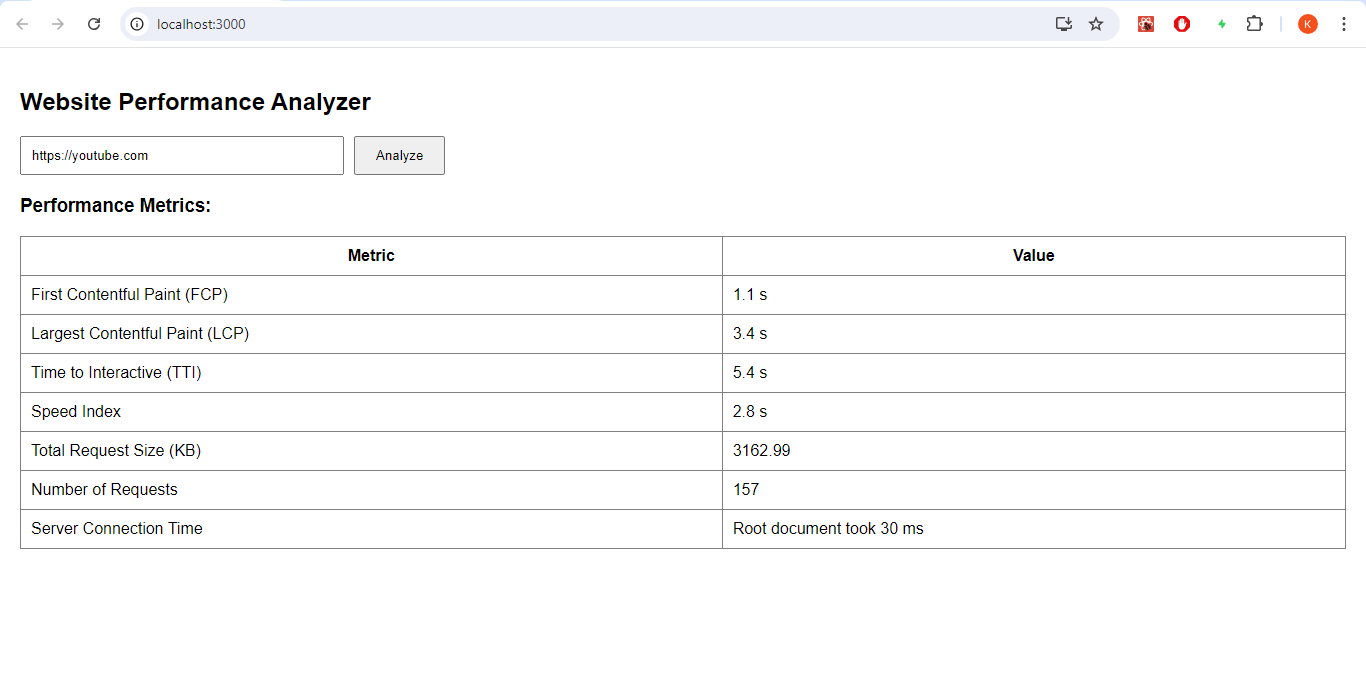 localhost:3000
K
Website Performance Analyzer
https://youtube.com Analyze
Performance Metrics:
Metric Value
First Contentful Paint (FCP) 1.1 s
Largest Contentful Paint (LCP) 3.4 s
Time to Interactive (TTI) 5.4 s
Speed Index 2.8 s
Total Request Size (KB) 3162.99
Number of Requests 157
Server Connection Time Root document took 30 ms